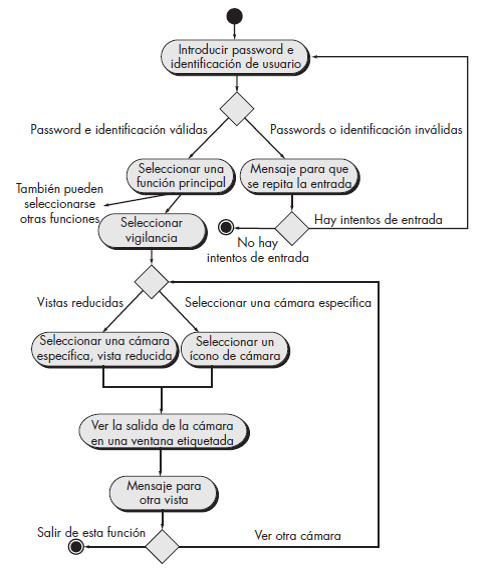 Introducir password e
identificación de usuario
Password e identificación válidas
Passwords o identificación inválidas
Seleccionar una
función principal
Mensaje para que
se repita la entrada
También pueden
seleccionarse
otras funciones
Seleccionar
vigilancia
Hay intentos de entrada
No hay
intentos de entrada
Vistas reducidas
Seleccionar una cámara específica
Seleccionar una cámara
específica, vista reducida
Seleccionar un
ícono de cámara
Ver la salida de la cámara
en una ventana etiquetada
Mensaje para
otra vista
Salir de esta función
Ver otra cámara